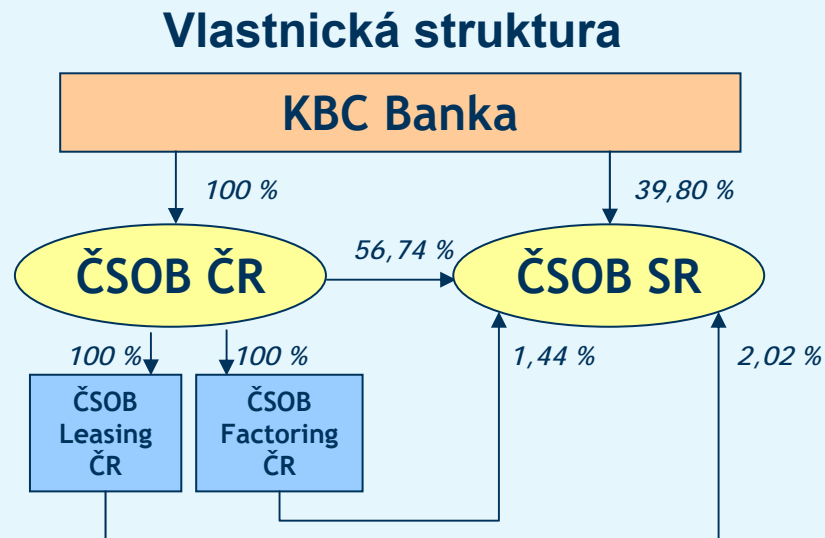 Vlastnická struktura
KBC Banka
100 %
39,80 %
ČSOB ČR
56,74 %
ČSOB SR
100 %
100 %
1,44 %
2,02 %
ČSOB
Leasing
ČR
ČSOB
Factoring
ČR